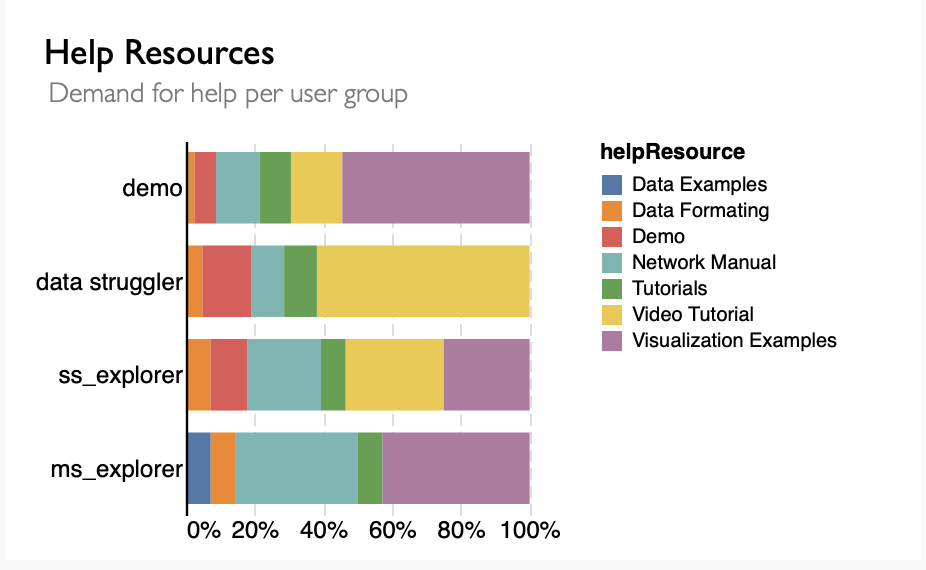 Help Resources
Demand for help per user group
helpResource
Data Examples
Data Formating
Demo
Network Manual
Tutorials
Video Tutorial
Visualization Examples
demo
data struggler
ss_explorer
ms_explorer
0% 20% 40% 60% 80% 100%